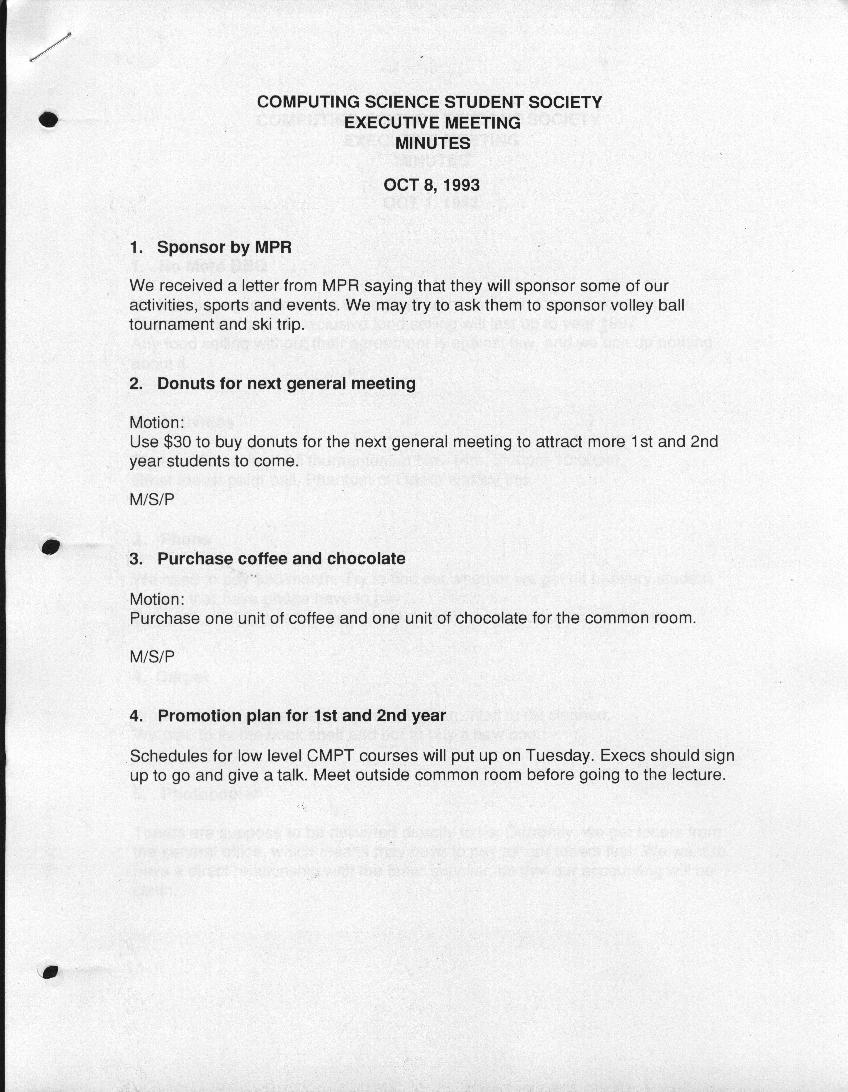 COMPUTING SCIENCE STUDENT SOCIETY
EXECUTIVE MEETING
MINUTES
OCT 8, 1993
1. Sponsor by MPR
We received a letter from MPR saying that they will sponsor some of our
activities, sports and events. We may try to ask them to sponsor volley ball
tournament and ski trip.
2. Donuts for next general meeting
Motion:
Use $30 to buy donuts for the next general meeting to attract more 1st and 2nd
year students to come.
M/S/P
3. Purchase coffee and chocolate
Motion:
Purchase one unit of coffee and one unit of chocolate for the common room.
M/S/P
4. Promotion plan for 1st and 2nd year
Schedules for low level CMPT courses will put up on Tuesday. Execs should sign
up to go and give a talk. Meet outside common room before going to the lecture.